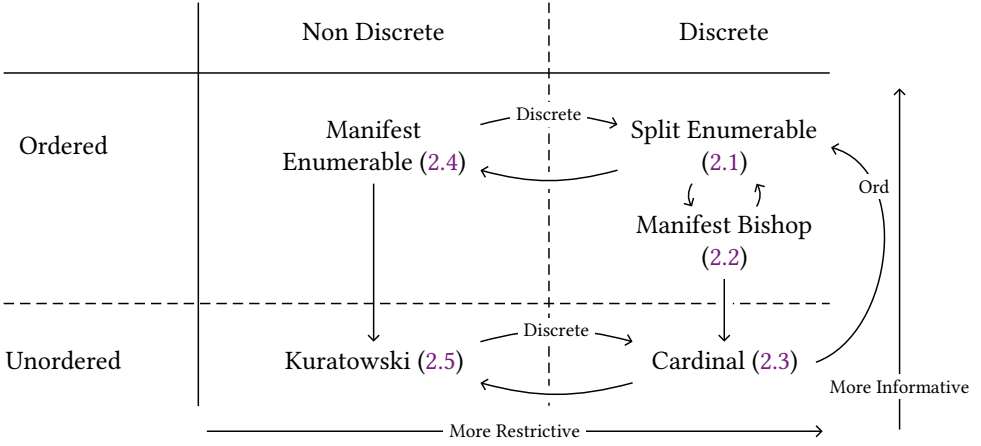 Non Discrete
Discrete
Ordered
Manifest
Enumerable (2.4)
Discrete
Split Enumerable
(2.1)
Ord
Manifest Bishop
(2.2)
Unordered
Kuratowski (2.5)
Discrete
Cardinal (2.3)
More Informative
More Restrictive